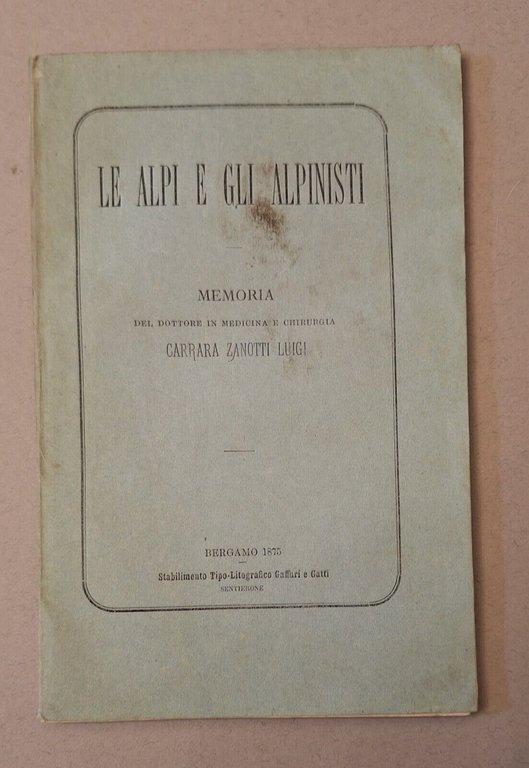 LE ALPI E GLI ALPINISTI
MEMORIA
DEL DOTTORE IN MEDICINA E CHIRURGIA
CARRARA ZANOTTI LUIGI
BERGAMO 1875
Stabilimento Tipo-Litografico Gaffuri e Gatti
SENTIERONE